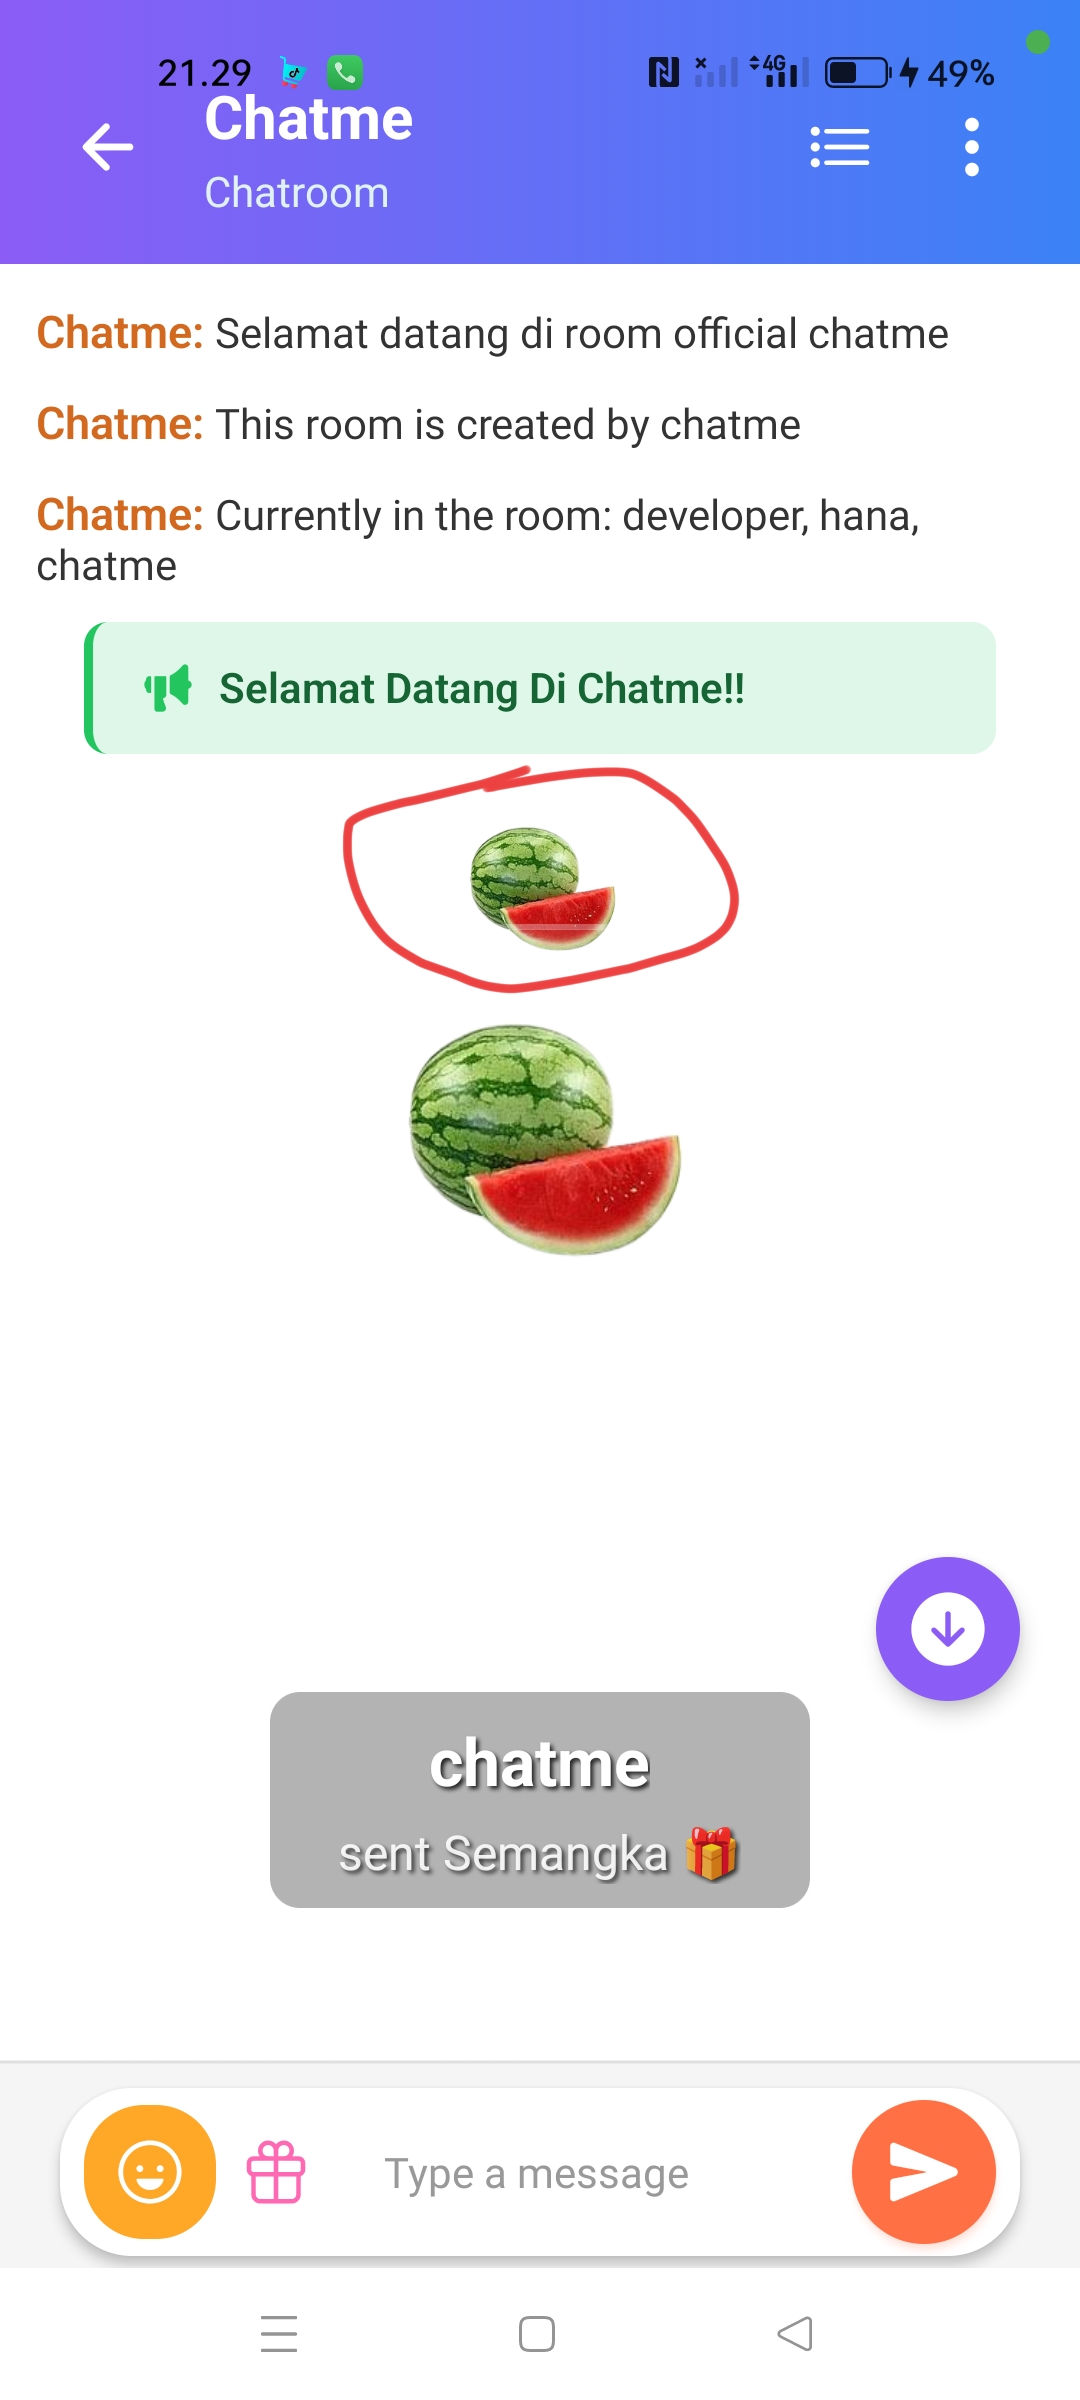 21.29
4G
49%
Chatme
Chatroom
Chatme: Selamat datang di room official chatme
Chatme: This room is created by chatme
Chatme: Currently in the room: developer, hana,
chatme
Selamat Datang Di Chatme!!
chatme
sent Semangka 🎁
Type a message